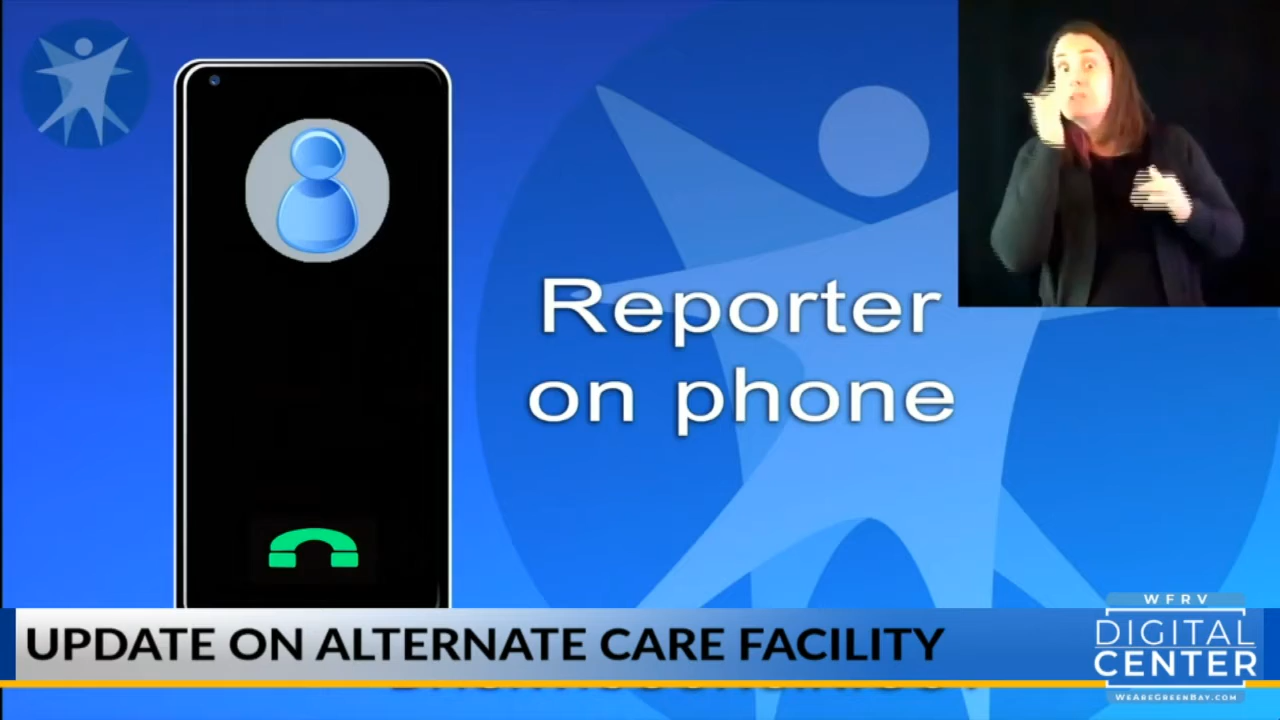 Reporter
on phone
UPDATE ON ALTERNATE CARE FACILITY
WFRV
DIGITAL
CENTER
WEAREGREENBAY.COM